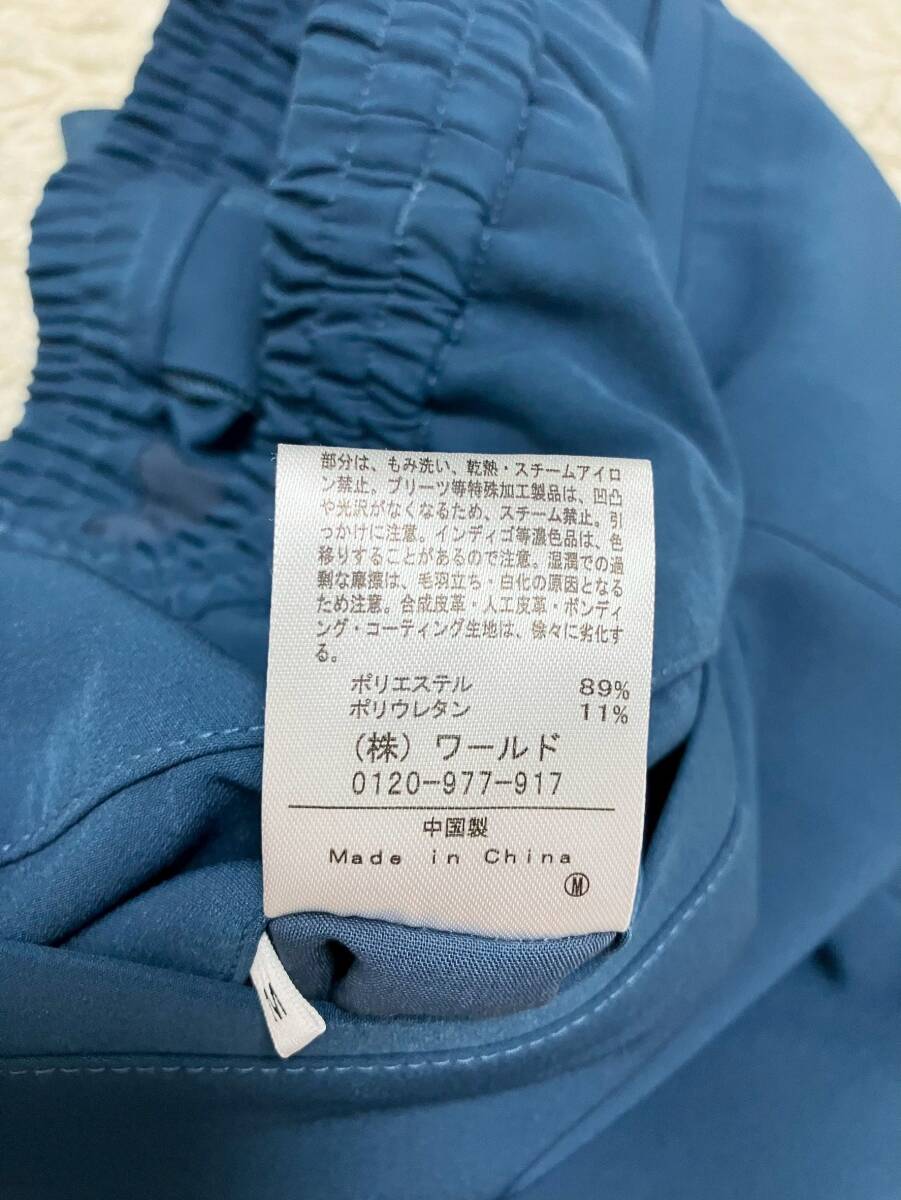 部分は、もみ洗い、乾熱・スチームアイロ
ン禁止。プリーツ等特殊加工製品は、凹凸
や光沢がなくなるため、スチーム禁止。引
っかけに注意。インディゴ等濃色品は、色
移りすることがあるので注意。湿潤での過
剰な摩擦は、毛羽立ち・白化の原因となる
ため注意。合成皮革・人工皮革・ボンディ
ング・コーティング生地は、徐々に劣化す
る。
ポリエステル 89%
ポリウレタン 11%
(株) ワールド
0120-977-917
中国製
Made in China
Ⓜ
M